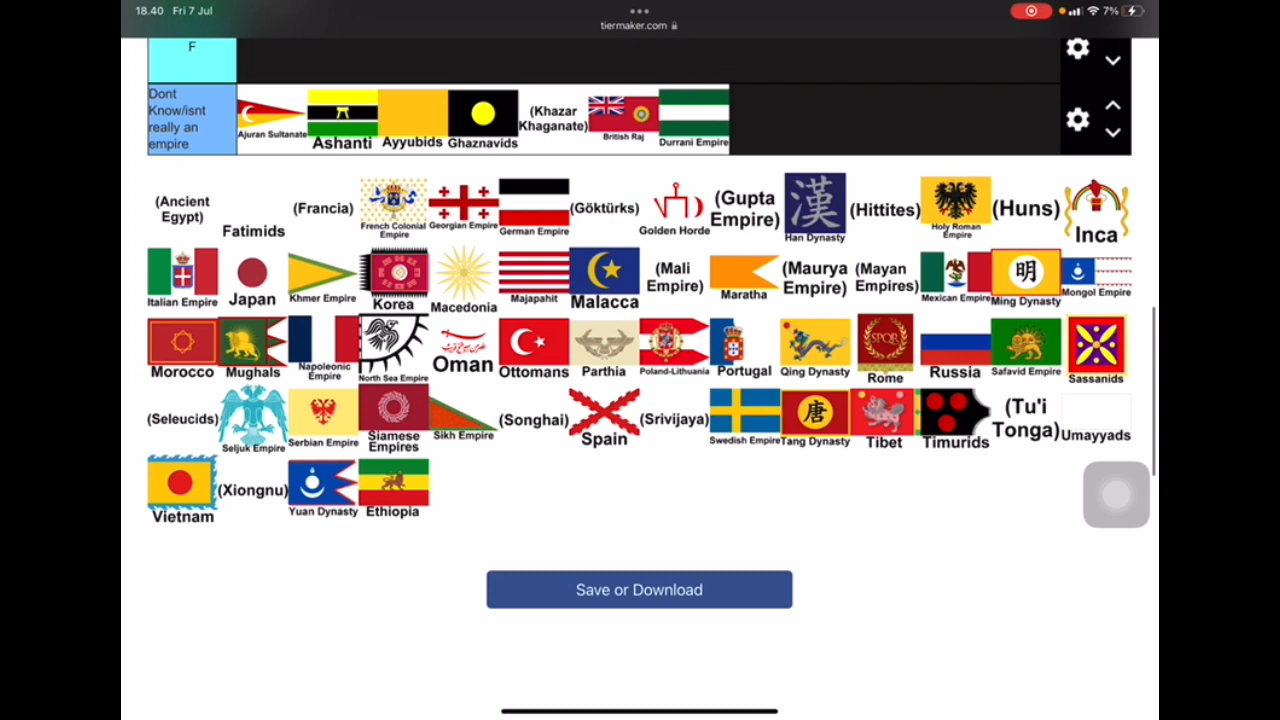 18.40 Fri 7 Jul
7%
tiermaker.com
F
Dont
Know/isnt
really an
empire
Ajuran Sultanate
Ashanti
Ayyubids
Ghaznavids
(Khazar
Khaganate)
British Raj
Durrani Empire
(Ancient
Egypt)
Fatimids
(Francia)
French Colonial
Empire
Georgian Empire
German Empire
(Göktürks)
Golden Horde
(Gupta
Empire)
漢
Han Dynasty
(Hittites)
Holy Roman
Empire
(Huns)
Inca
Italian Empire
Japan
Khmer Empire
Korea
Macedonia
Majapahit
Malacca
(Mali
Empire)
Maratha
(Maurya
Empire)
(Mayan
Empires)
Mexican Empire
明
Ming Dynasty
Mongol Empire
Morocco
Mughals
Napoleonic
Empire
North Sea Empire
Oman
Ottomans
Parthia
Poland-Lithuania
Portugal
Qing Dynasty
SPQR
Rome
Russia
Safavid Empire
Sassanids
(Seleucids)
Seljuk Empire
Serbian Empire
Siamese
Empires
Sikh Empire
(Songhai)
Spain
(Srivijaya)
Swedish Empire
唐
Tang Dynasty
Tibet
Timurids
(Tu'i
Tonga)
Umayyads
Vietnam
(Xiongnu)
Yuan Dynasty
Ethiopia
Save or Download